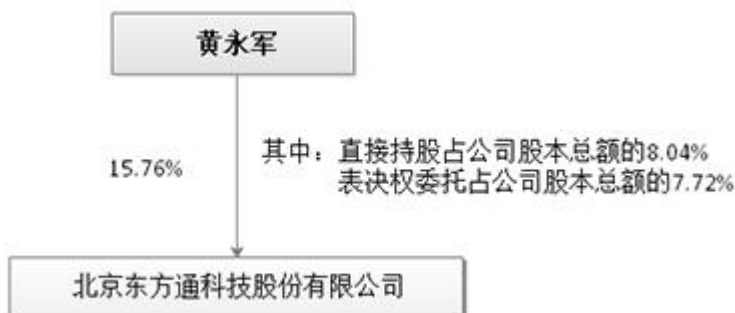 黄永军
15.76%
其中：直接持股占公司股本总额的8.04%
表决权委托占公司股本总额的7.72%
北京东方通科技股份有限公司